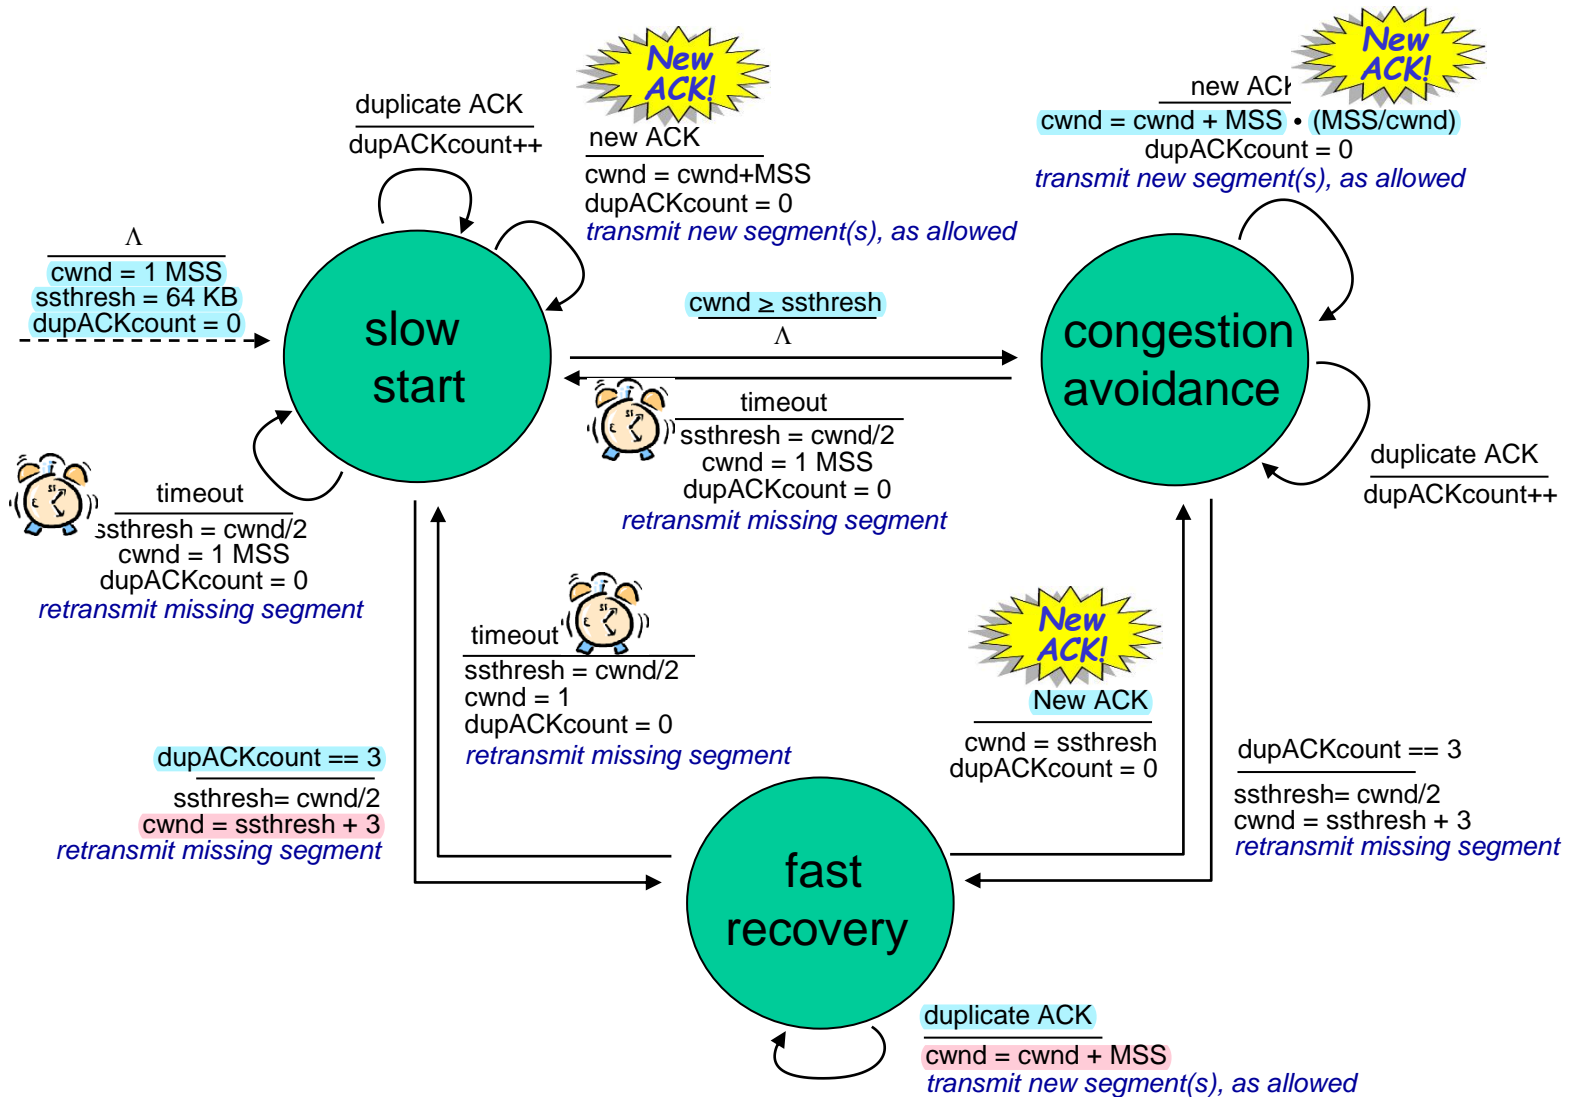 New
ACK!
duplicate ACK
dupACKcount++
new ACK
cwnd = cwnd+MSS
dupACKcount = 0
transmit new segment(s), as allowed
New
ACK!
new ACK
cwnd = cwnd + MSS • (MSS/cwnd)
dupACKcount = 0
transmit new segment(s), as allowed
Λ
cwnd = 1 MSS
ssthresh = 64 KB
dupACKcount = 0
slow
start
cwnd ≥ ssthresh
Λ
congestion
avoidance
timeout
ssthresh = cwnd/2
cwnd = 1 MSS
dupACKcount = 0
retransmit missing segment
duplicate ACK
dupACKcount++
timeout
ssthresh = cwnd/2
cwnd = 1 MSS
dupACKcount = 0
retransmit missing segment
timeout
ssthresh = cwnd/2
cwnd = 1
dupACKcount = 0
retransmit missing segment
New
ACK!
New ACK
cwnd = ssthresh
dupACKcount = 0
dupACKcount == 3
ssthresh= cwnd/2
cwnd = ssthresh + 3
retransmit missing segment
dupACKcount == 3
ssthresh= cwnd/2
cwnd = ssthresh + 3
retransmit missing segment
fast
recovery
duplicate ACK
cwnd = cwnd + MSS
transmit new segment(s), as allowed